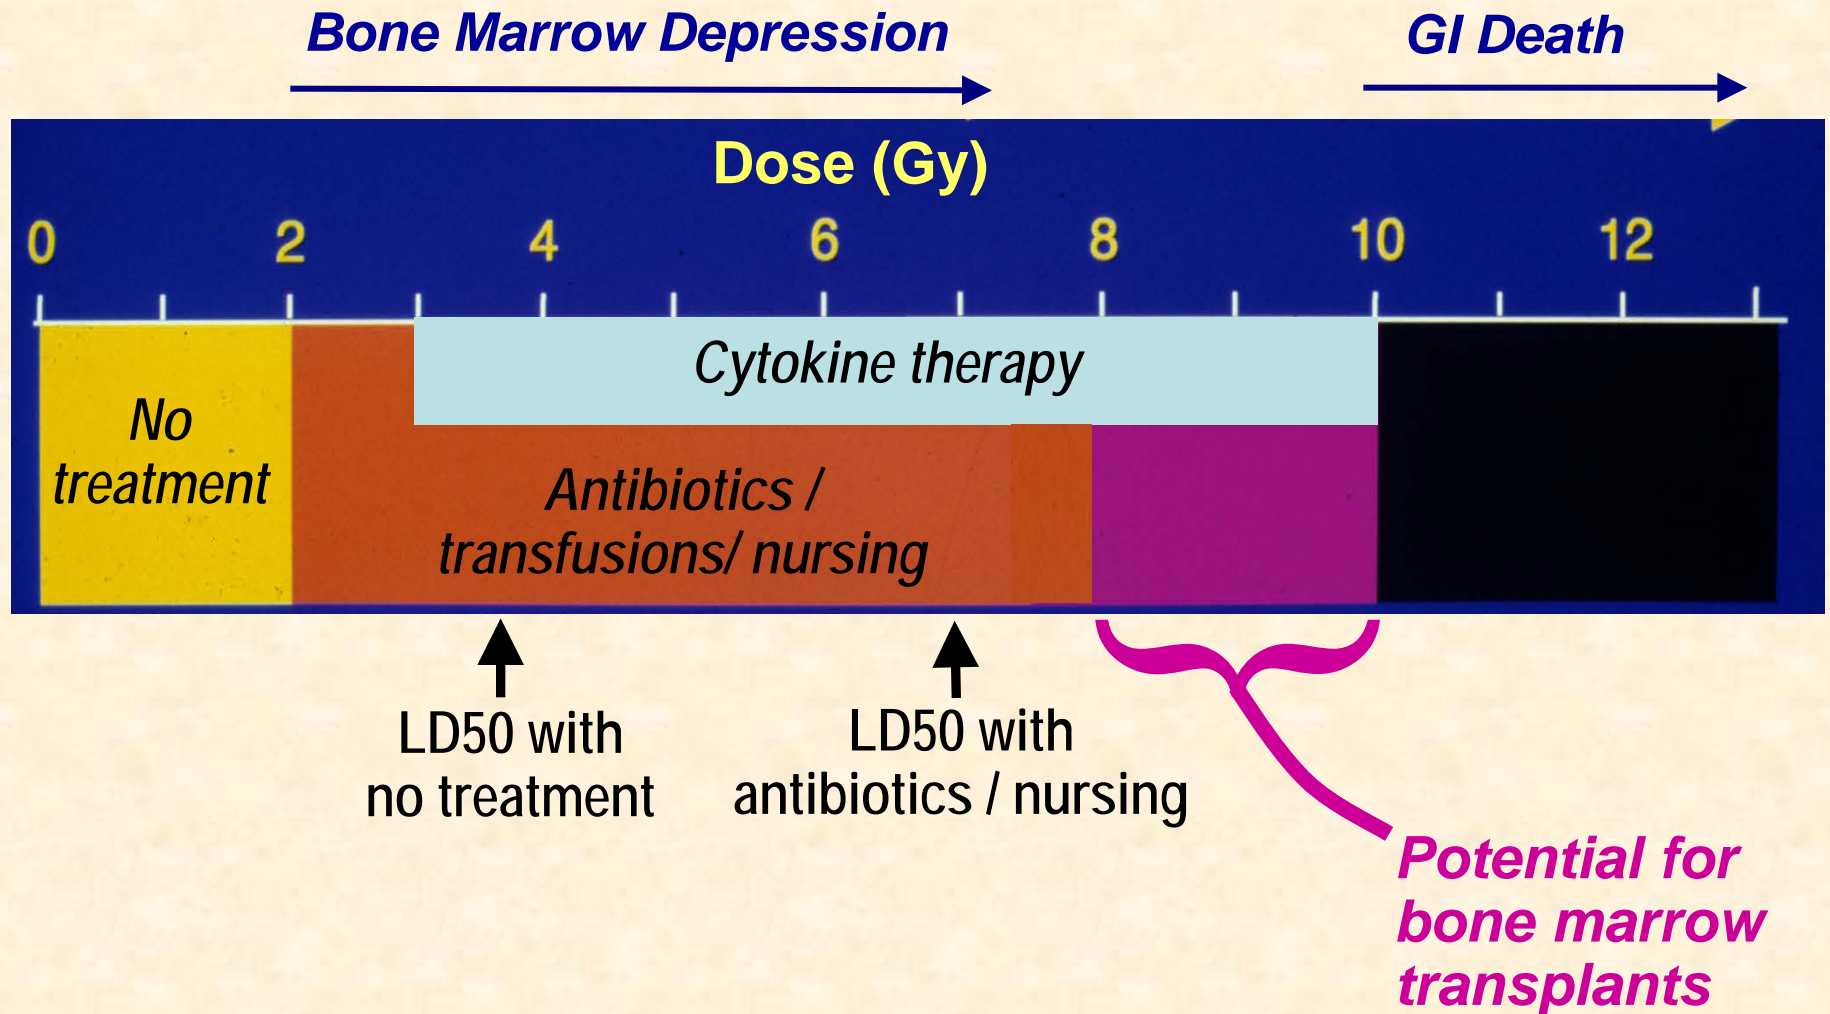 Bone Marrow Depression
GI Death
Dose (Gy)
0 2 4 6 8 10 12
Cytokine therapy
No
treatment
Antibiotics /
transfusions/ nursing
LD50 with
no treatment
LD50 with
antibiotics / nursing
Potential for
bone marrow
transplants